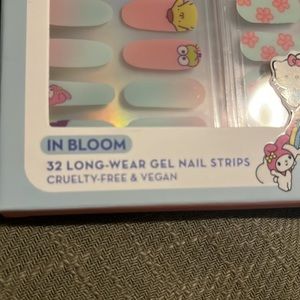 IN BLOOM
32 LONG-WEAR GEL NAIL STRIPS
CRUELTY-FREE & VEGAN